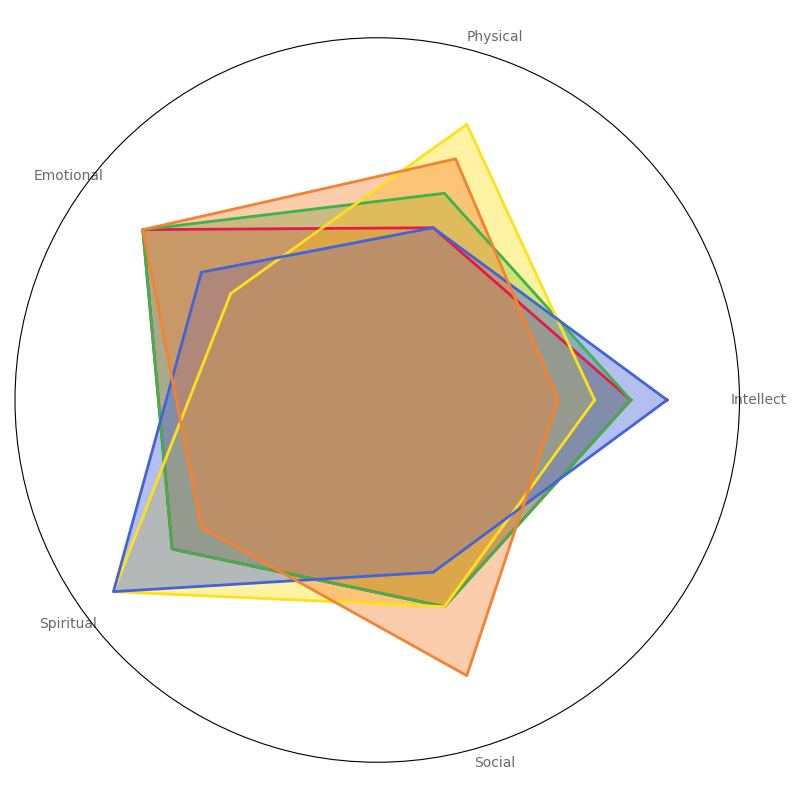 Physical
Emotional
Intellect
Spiritual
Social